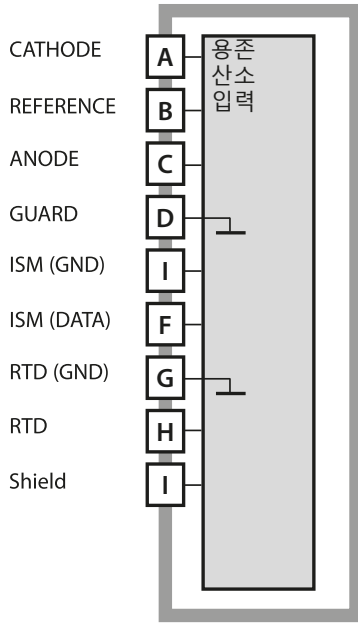 CATHODE A
REFERENCE B
ANODE C
GUARD D
ISM (GND) I
ISM (DATA) F
RTD (GND) G
RTD H
Shield I
용존
산소
입력